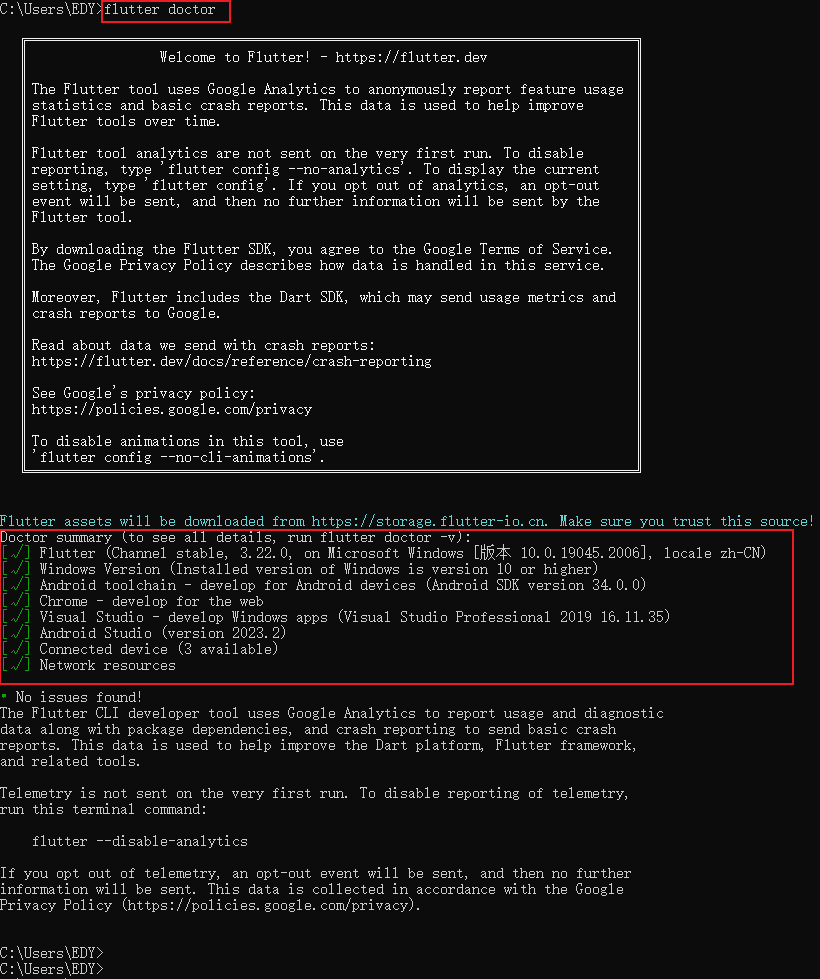 C:\Users\EDY>flutter doctor
Welcome to Flutter! - https://flutter.dev
The Flutter tool uses Google Analytics to anonymously report feature usage
statistics and basic crash reports. This data is used to help improve
Flutter tools over time.
Flutter tool analytics are not sent on the very first run. To disable
reporting, type 'flutter config --no-analytics'. To display the current
setting, type 'flutter config'. If you opt out of analytics, an opt-out
event will be sent, and then no further information will be sent by the
Flutter tool.
By downloading the Flutter SDK, you agree to the Google Terms of Service.
The Google Privacy Policy describes how data is handled in this service.
Moreover, Flutter includes the Dart SDK, which may send usage metrics and
crash reports to Google.
Read about data we send with crash reports:
https://flutter.dev/docs/reference/crash-reporting
See Google's privacy policy:
https://policies.google.com/privacy
To disable animations in this tool, use
'flutter config --no-cli-animations'.
Flutter assets will be downloaded from https://storage.flutter-io.cn. Make sure you trust this source!
Doctor summary (to see all details, run flutter doctor -v):
[√] Flutter (Channel stable, 3.22.0, on Microsoft Windows [版本 10.0.19045.2006], locale zh-CN)
[√] Windows Version (Installed version of Windows is version 10 or higher)
[√] Android toolchain - develop for Android devices (Android SDK version 34.0.0)
[√] Chrome - develop for the web
[√] Visual Studio - develop Windows apps (Visual Studio Professional 2019 16.11.35)
[√] Android Studio (version 2023.2)
[√] Connected device (3 available)
[√] Network resources
• No issues found!
The Flutter CLI developer tool uses Google Analytics to report usage and diagnostic
data along with package dependencies, and crash reporting to send basic crash
reports. This data is used to help improve the Dart platform, Flutter framework,
and related tools.
Telemetry is not sent on the very first run. To disable reporting of telemetry,
run this terminal command:
flutter --disable-analytics
If you opt out of telemetry, an opt-out event will be sent, and then no further
information will be sent. This data is collected in accordance with the Google
Privacy Policy (https://policies.google.com/privacy).
C:\Users\EDY>
C:\Users\EDY>